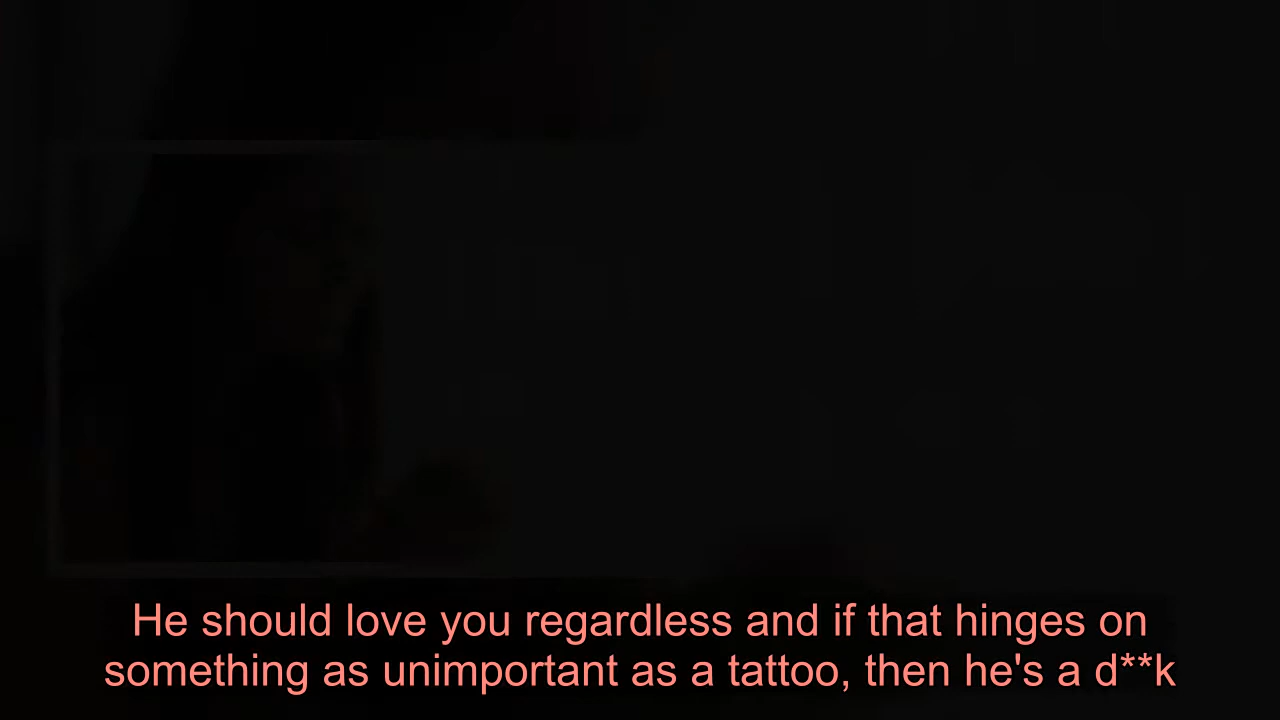 He should love you regardless and if that hinges on
something as unimportant as a tattoo, then he's a d**k